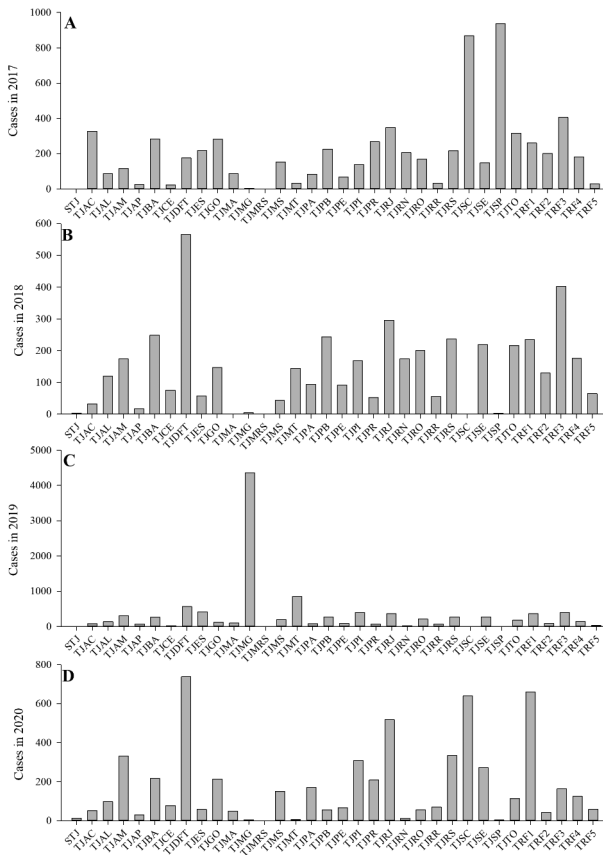 A
Cases in 2017
1000
800
600
400
200
0
STJ TJAC TJAL TJAM TJAP TJBA TJCE TJDFT TJES TJGO TJMA TJMG TJMRS TJMS TJMT TJPA TJPB TJPE TJPI TJPR TJRJ TJRN TJRO TJRR TJRS TJSC TJSE TJSP TJTO TRF1 TRF2 TRF3 TRF4 TRF5
B
Cases in 2018
600
500
400
300
200
100
0
STJ TJAC TJAL TJAM TJAP TJBA TJCE TJDFT TJES TJGO TJMA TJMG TJMRS TJMS TJMT TJPA TJPB TJPE TJPI TJPR TJRJ TJRN TJRO TJRR TJRS TJSC TJSE TJSP TJTO TRF1 TRF2 TRF3 TRF4 TRF5
C
Cases in 2019
5000
4000
3000
2000
1000
0
STJ TJAC TJAL TJAM TJAP TJBA TJCE TJDFT TJES TJGO TJMA TJMG TJMRS TJMS TJMT TJPA TJPB TJPE TJPI TJPR TJRJ TJRN TJRO TJRR TJRS TJSC TJSE TJSP TJTO TRF1 TRF2 TRF3 TRF4 TRF5
D
Cases in 2020
800
600
400
200
0
STJ TJAC TJAL TJAM TJAP TJBA TJCE TJDFT TJES TJGO TJMA TJMG TJMRS TJMS TJMT TJPA TJPB TJPE TJPI TJPR TJRJ TJRN TJRO TJRR TJRS TJSC TJSE TJSP TJTO TRF1 TRF2 TRF3 TRF4 TRF5